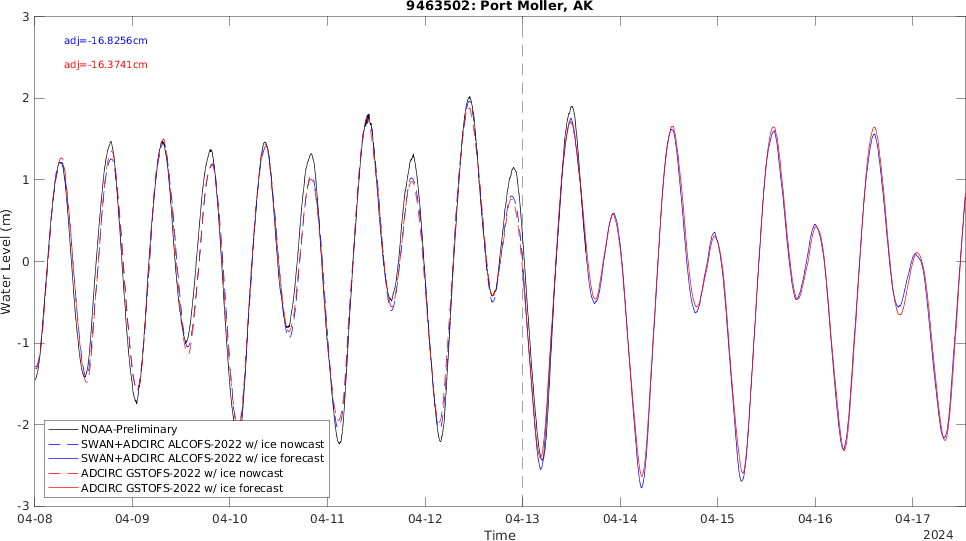 9463502: Port Moller, AK
adj=-16.8256cm
adj=-16.3741cm
Water Level (m)
3
2
1
0
-1
-2
-3
NOAA-Preliminary
SWAN+ADCIRC ALCOFS-2022 w/ ice nowcast
SWAN+ADCIRC ALCOFS-2022 w/ ice forecast
ADCIRC GSTOFS-2022 w/ ice nowcast
ADCIRC GSTOFS-2022 w/ ice forecast
04-08 04-09 04-10 04-11 04-12 04-13 04-14 04-15 04-16 04-17
Time
2024